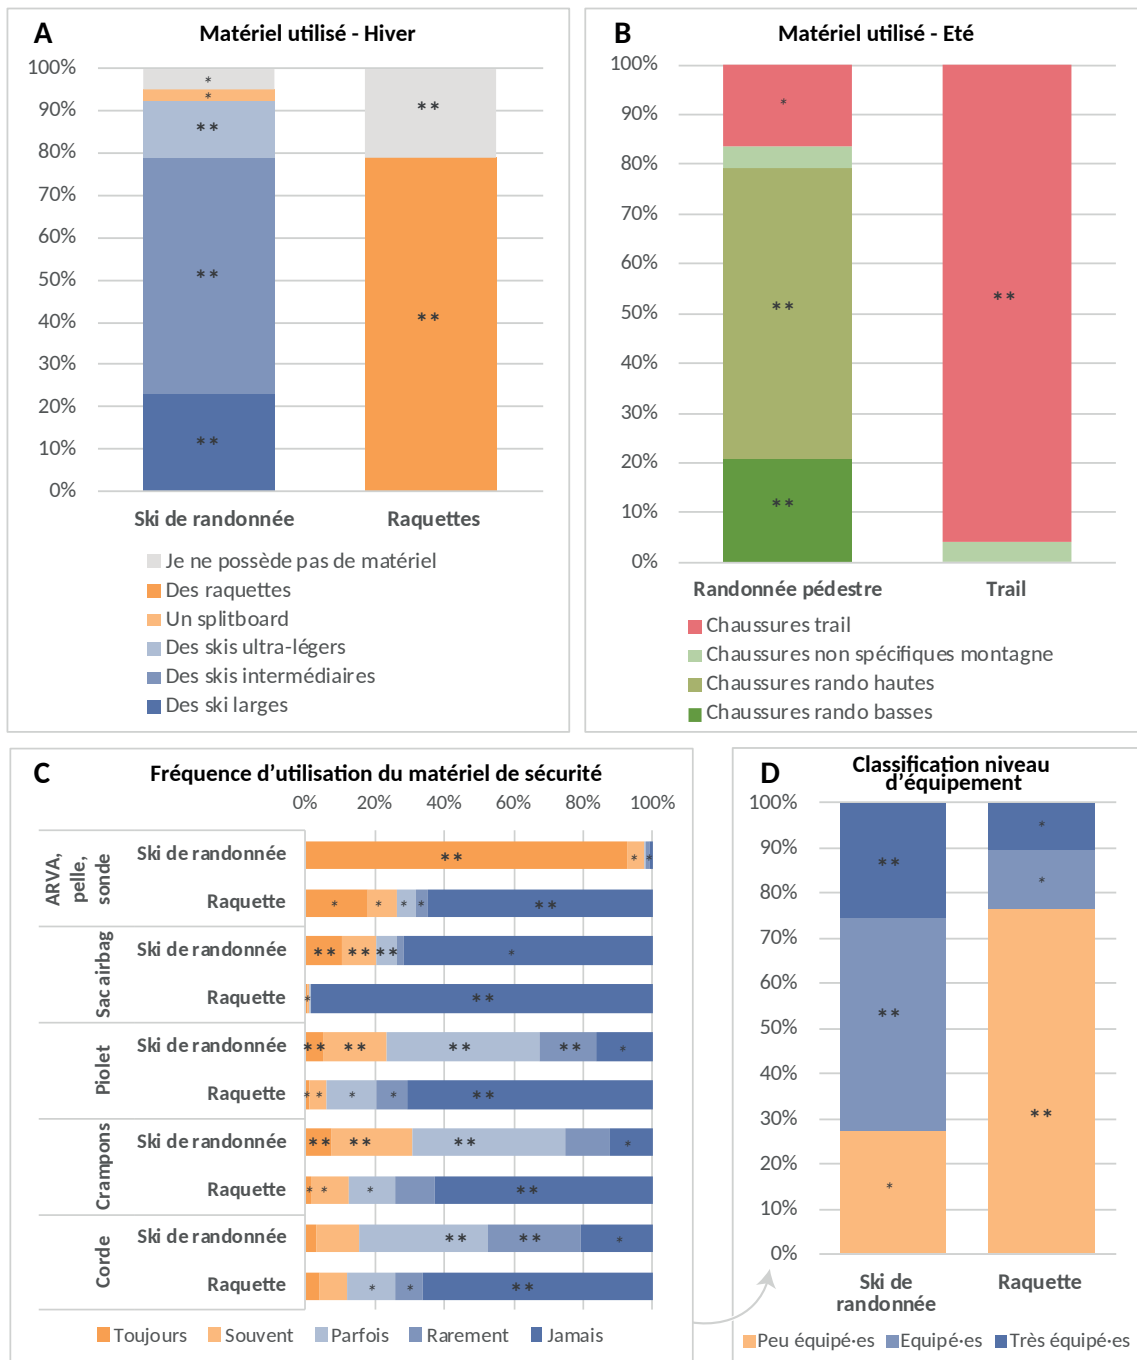 A
Matériel utilisé - Hiver
100%
90%
80%
70%
60%
50%
40%
30%
20%
10%
0%
*
*
**
**
**
**
**
Ski de randonnée
Raquettes
Je ne possède pas de matériel
Des raquettes
Un splitboard
Des skis ultra-légers
Des skis intermédiaires
Des ski larges
B
Matériel utilisé - Eté
100%
90%
80%
70%
60%
50%
40%
30%
20%
10%
0%
*
**
**
**
Randonnée pédestre
Trail
Chaussures trail
Chaussures non spécifiques montagne
Chaussures rando hautes
Chaussures rando basses
C
Fréquence d’utilisation du matériel de sécurité
0% 20% 40% 60% 80% 100%
ARVA,
pelle,
sonde
Ski de randonnée ** * *
Raquette * * * * **
Sac airbag
Ski de randonnée ** ** ** *
Raquette * **
Piolet
Ski de randonnée ** ** ** ** *
Raquette * * * * **
Crampons
Ski de randonnée ** ** ** *
Raquette * * * **
Corde
Ski de randonnée ** ** *
Raquette * * **
Toujours Souvent Parfois Rarement Jamais
D
Classification niveau
d’équipement
100%
90%
80%
70%
60%
50%
40%
30%
20%
10%
0%
**
**
*
*
*
**
Ski de
randonnée
Raquette
Peu équipé·es Equipé·es Très équipé·es